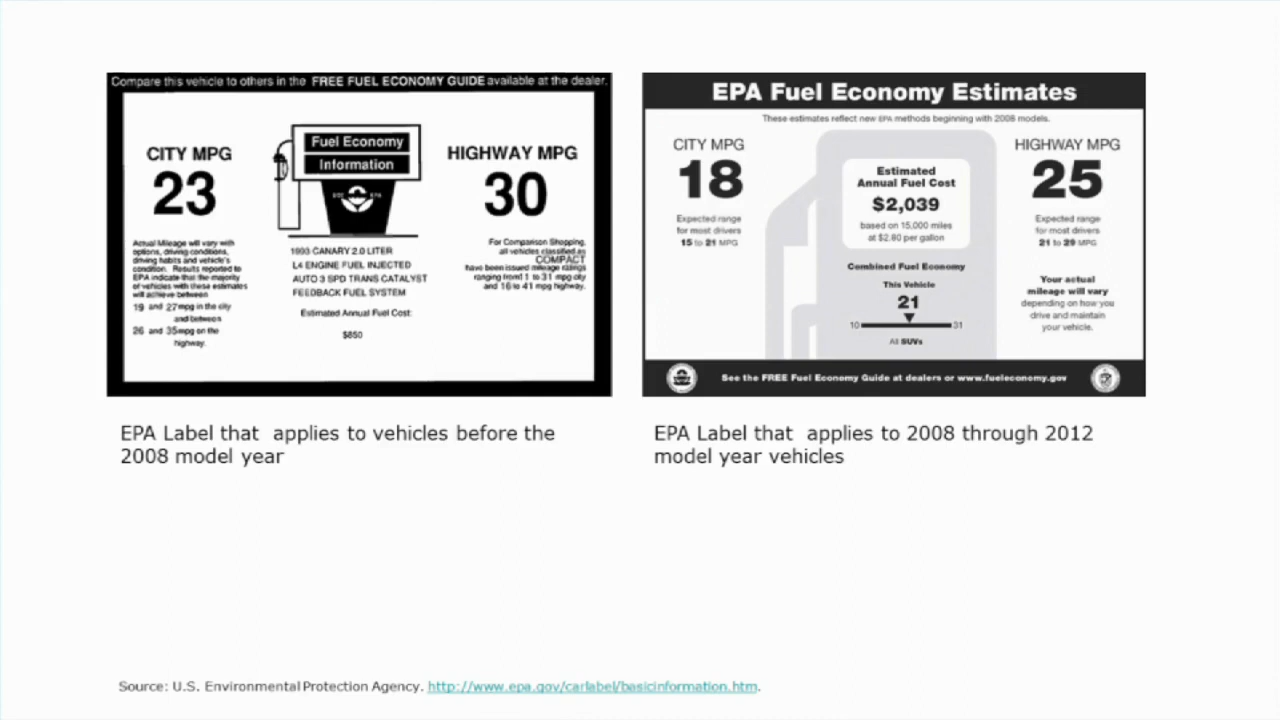 Compare this vehicle to others in the FREE FUEL ECONOMY GUIDE available at the dealer.
CITY MPG
23
Fuel Economy
Information
HIGHWAY MPG
30
Actual Mileage will vary with
options, driving conditions,
driving habits and vehicle's
condition. Results reported to
EPA indicate that the majority
of vehicles with these estimates
will achieve between
19 and 27 mpg in the city
and between
26 and 35 mpg on the
highway.
1993 CANARY 2.0 LITER
L4 ENGINE FUEL INJECTED
AUTO 3 SPD TRANS CATALYST
FEEDBACK FUEL SYSTEM
Estimated Annual Fuel Cost:
$850
For Comparison Shopping,
all vehicles classified as
COMPACT
have been issued mileage ratings
ranging from 11 to 31 mpg city
and 16 to 41 mpg highway.
EPA Label that applies to vehicles before the
2008 model year
EPA Fuel Economy Estimates
These estimates reflect new EPA methods beginning with 2008 models.
CITY MPG
18
Expected range
for most drivers
15 to 21 MPG
Estimated
Annual Fuel Cost
$2,039
based on 15,000 miles
at $2.80 per gallon
Combined Fuel Economy
This Vehicle
21
10 31
All SUVs
HIGHWAY MPG
25
Expected range
for most drivers
21 to 29 MPG
Your actual
mileage will vary
depending on how you
drive and maintain
your vehicle.
See the FREE Fuel Economy Guide at dealers or www.fueleconomy.gov
EPA Label that applies to 2008 through 2012
model year vehicles
Source: U.S. Environmental Protection Agency. http://www.epa.gov/carlabel/basicinformation.htm.